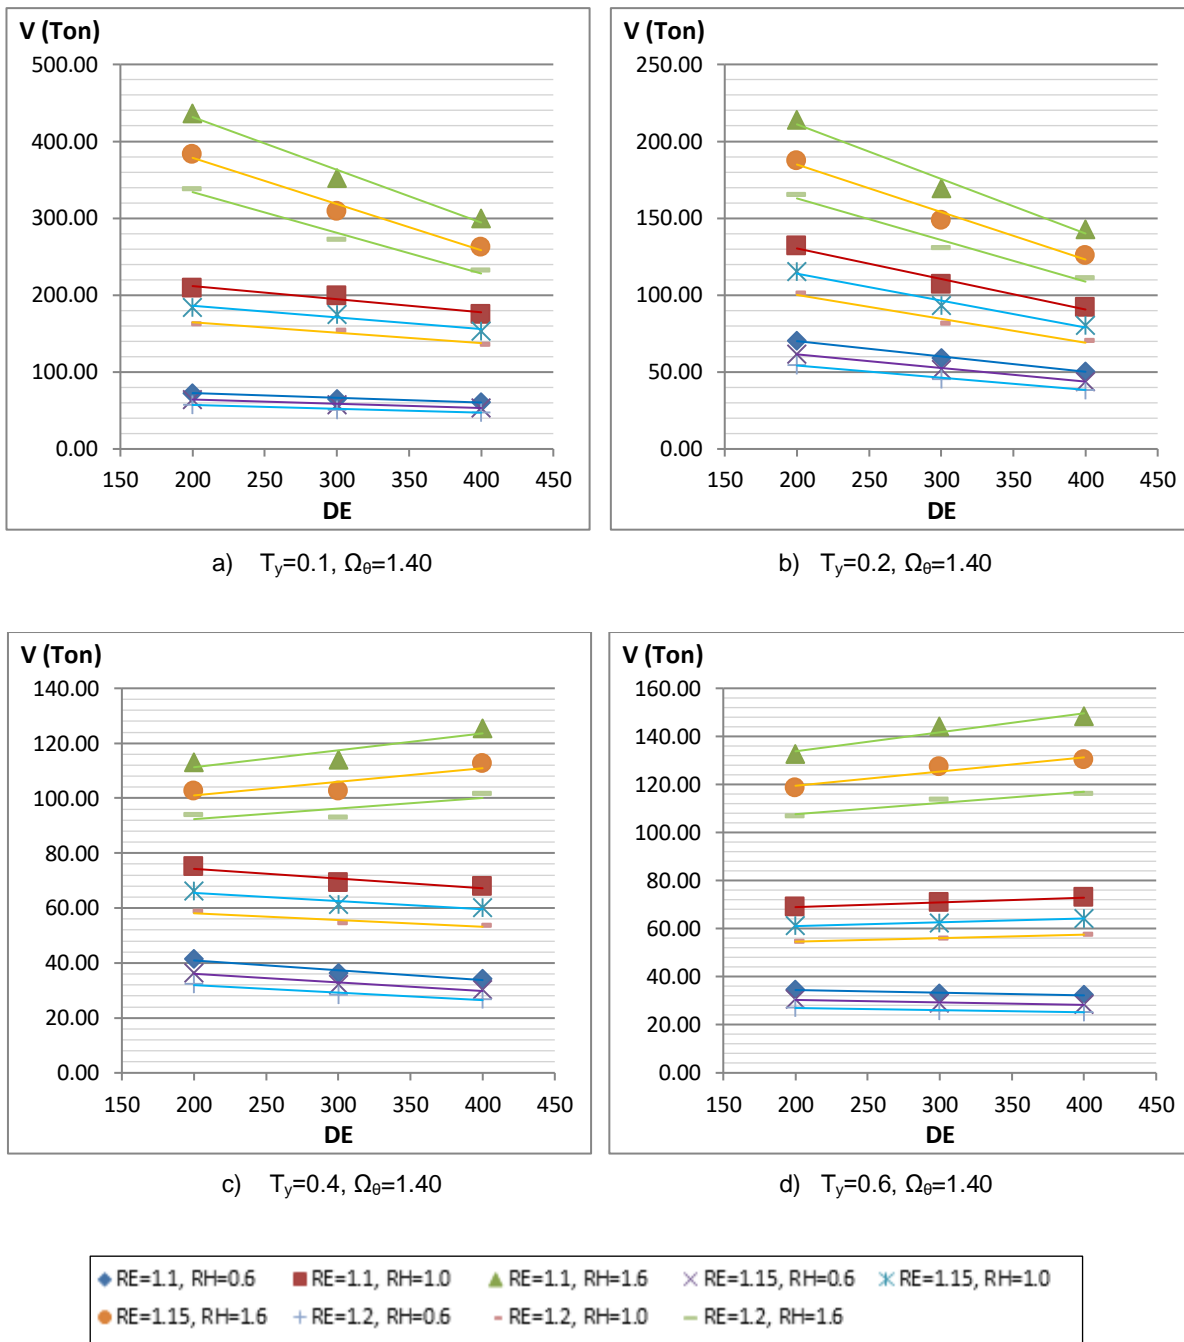 V (Ton)
500.00
400.00
300.00
200.00
100.00
0.00
150 200 250 300 350 400 450
DE
a) T_y=0.1, Ω_θ=1.40
V (Ton)
250.00
200.00
150.00
100.00
50.00
0.00
150 200 250 300 350 400 450
DE
b) T_y=0.2, Ω_θ=1.40
V (Ton)
140.00
120.00
100.00
80.00
60.00
40.00
20.00
0.00
150 200 250 300 350 400 450
DE
c) T_y=0.4, Ω_θ=1.40
V (Ton)
160.00
140.00
120.00
100.00
80.00
60.00
40.00
20.00
0.00
150 200 250 300 350 400 450
DE
d) T_y=0.6, Ω_θ=1.40
RE=1.1, RH=0.6 RE=1.1, RH=1.0 RE=1.1, RH=1.6 RE=1.15, RH=0.6 RE=1.15, RH=1.0
RE=1.15, RH=1.6 RE=1.2, RH=0.6 RE=1.2, RH=1.0 RE=1.2, RH=1.6